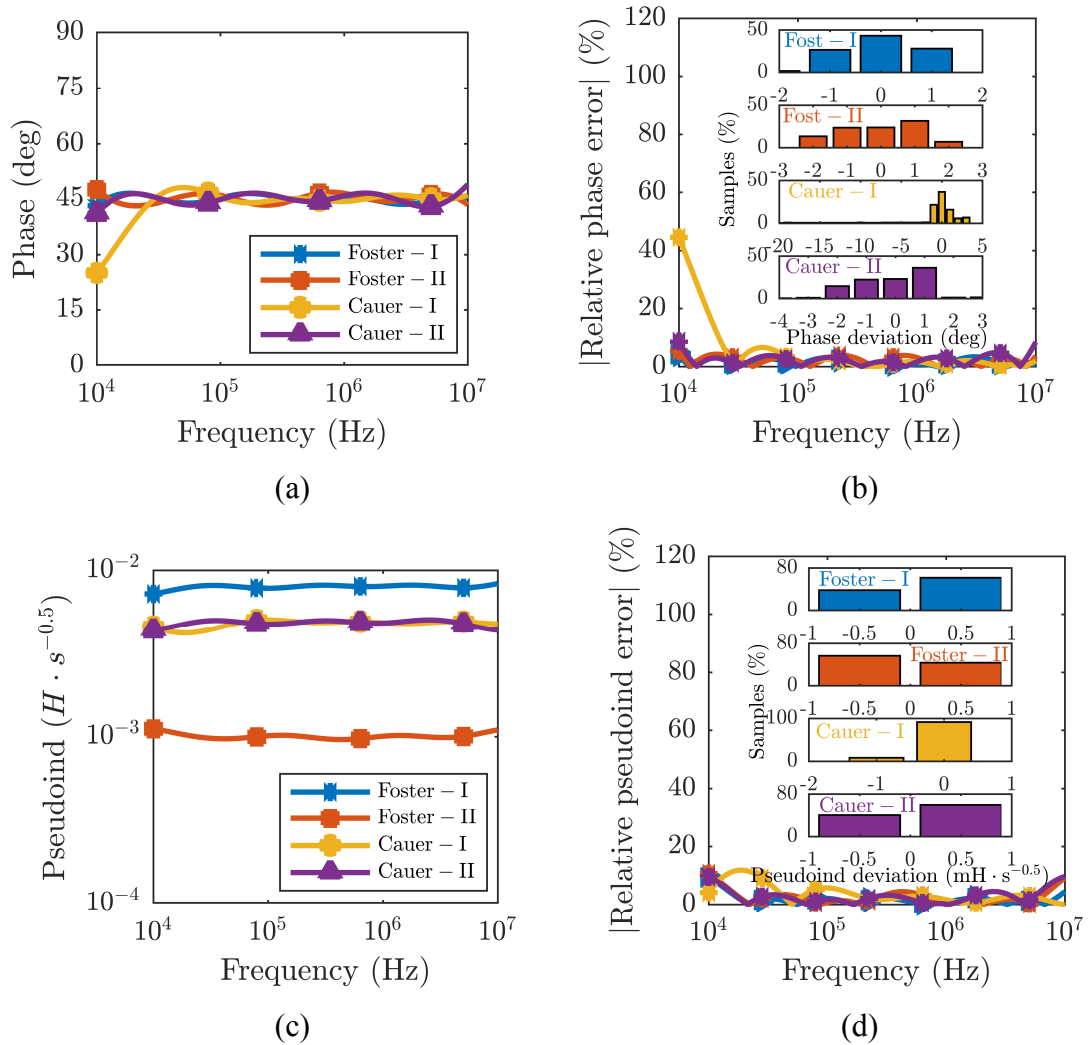 90
75
60
45
30
15
0
Phase (deg)
Foster − I
Foster − II
Cauer − I
Cauer − II
10^4 10^5 10^6 10^7
Frequency (Hz)
(a)
120
100
80
60
40
20
0
|Relative phase error| (%)
Samples (%)
50
0
Fost − I
-2 -1 0 1 2
50
0
Fost − II
-3 -2 -1 0 1 2 3
50
0
Cauer − I
-20 -15 -10 -5 0 5
50
0
Cauer − II
-4 -3 -2 -1 0 1 2 3
Phase deviation (deg)
10^4 10^5 10^6 10^7
Frequency (Hz)
(b)
10^−2
10^−3
10^−4
Pseudoind (H · s^−0.5)
Foster − I
Foster − II
Cauer − I
Cauer − II
10^4 10^5 10^6 10^7
Frequency (Hz)
(c)
120
100
80
60
40
20
0
|Relative pseudoind error| (%)
Samples (%)
80
0
Foster − I
-1 -0.5 0 0.5 1
80
0
Foster − II
-1 -0.5 0 0.5 1
100
0
Cauer − I
-2 -1 0 1
80
0
Cauer − II
-1 -0.5 0 0.5 1
Pseudoind deviation (mH · s^−0.5)
10^4 10^5 10^6 10^7
Frequency (Hz)
(d)